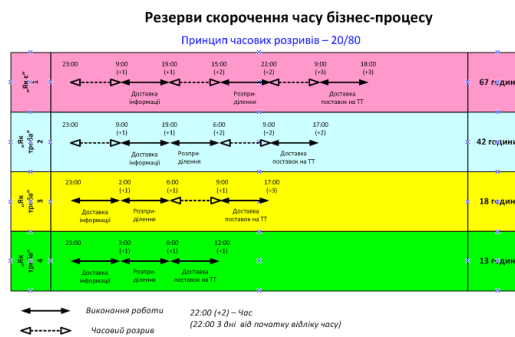 Резерви скорочення часу бізнес-процесу
Принцип часових розривів – 20/80
„Як є“
1
23:00 9:00 19:00 15:00 22:00 9:00 18:00
(+1) (+1) (+2) (+2) (+3) (+3)
Доставка інформації
Розпри-ділення
Доставка поставок на ТТ
67 годин
„Як треба“
2
23:00 9:00 19:00 6:00 9:00 17:00
(+1) (+1) (+2) (+2) (+2)
Доставка інформації
Розпри-ділення
Доставка поставок на ТТ
42 годин
„Як треба“
3
23:00 2:00 6:00 9:00 17:00
(+1) (+1) (+1) (+3)
Доставка інформації
Розпри-ділення
Доставка поставок на ТТ
18 годин
„Як треба“
4
23:00 3:00 6:00 12:00
(+1) (+1) (+1)
Доставка інформації
Розпри-ділення
Доставка поставок на ТТ
13 годин
Виконання роботи
Часовий розрив
22:00 (+2) – Час
(22:00 3 дні від початку відліку часу)